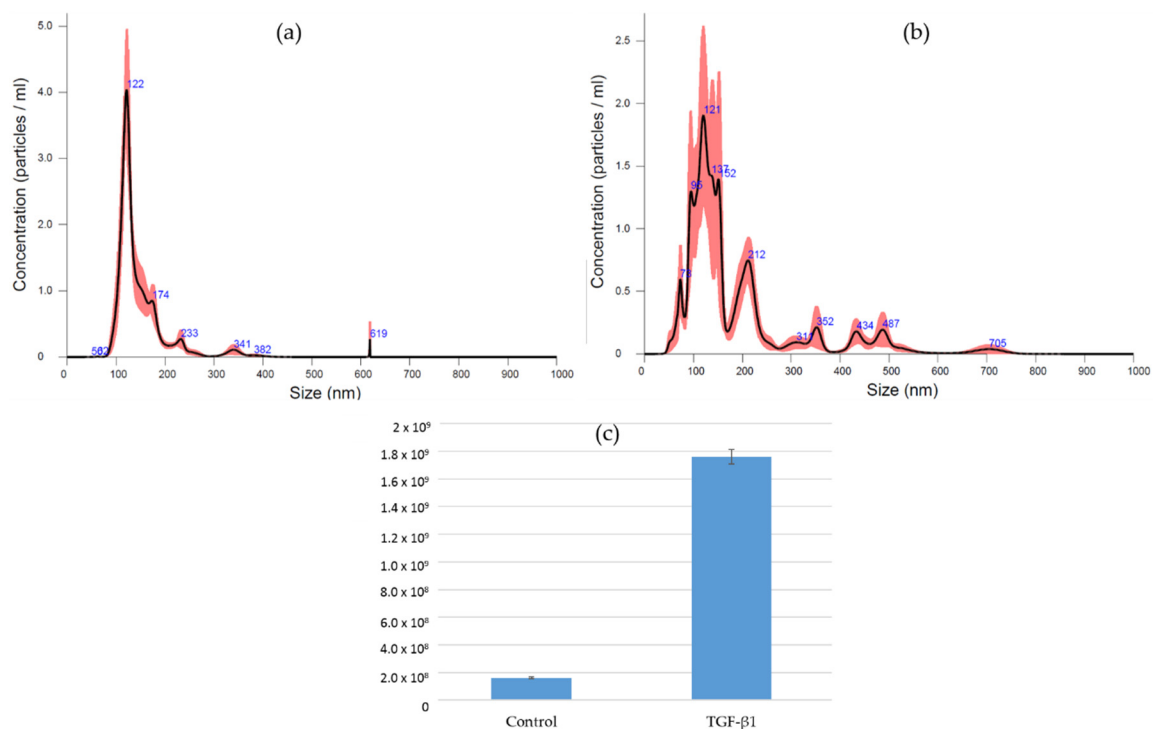 (a)
Concentration (particles / ml)
5.0
4.0
3.0
2.0
1.0
0
122
174
233
341
382
619
0 100 200 300 400 500 600 700 800 900 1000
Size (nm)
(b)
Concentration (particles / ml)
2.5
2.0
1.5
1.0
0.5
0
95
121
137
152
212
352
434
487
705
0 100 200 300 400 500 600 700 800 900 1000
Size (nm)
(c)
2 x 10⁹
1.8 x 10⁹
1.6 x 10⁹
1.4 x 10⁹
1.2 x 10⁹
1.0 x 10⁹
8.0 x 10⁸
6.0 x 10⁸
4.0 x 10⁸
2.0 x 10⁸
0
Control TGF-β1